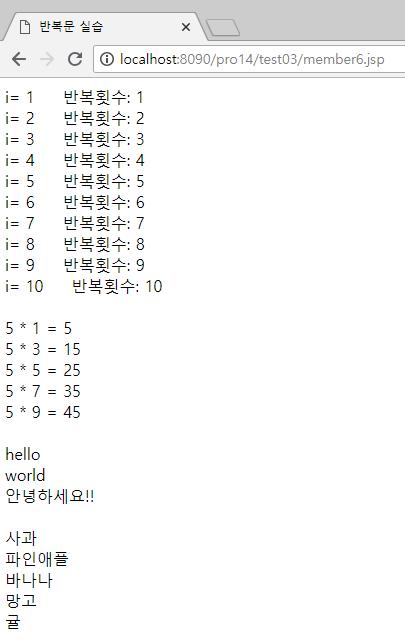 반복문 실습
localhost:8090/pro14/test03/member6.jsp
i= 1 반복횟수: 1
i= 2 반복횟수: 2
i= 3 반복횟수: 3
i= 4 반복횟수: 4
i= 5 반복횟수: 5
i= 6 반복횟수: 6
i= 7 반복횟수: 7
i= 8 반복횟수: 8
i= 9 반복횟수: 9
i= 10 반복횟수: 10
5 * 1 = 5
5 * 3 = 15
5 * 5 = 25
5 * 7 = 35
5 * 9 = 45
hello
world
안녕하세요!!
사과
파인애플
바나나
망고
귤